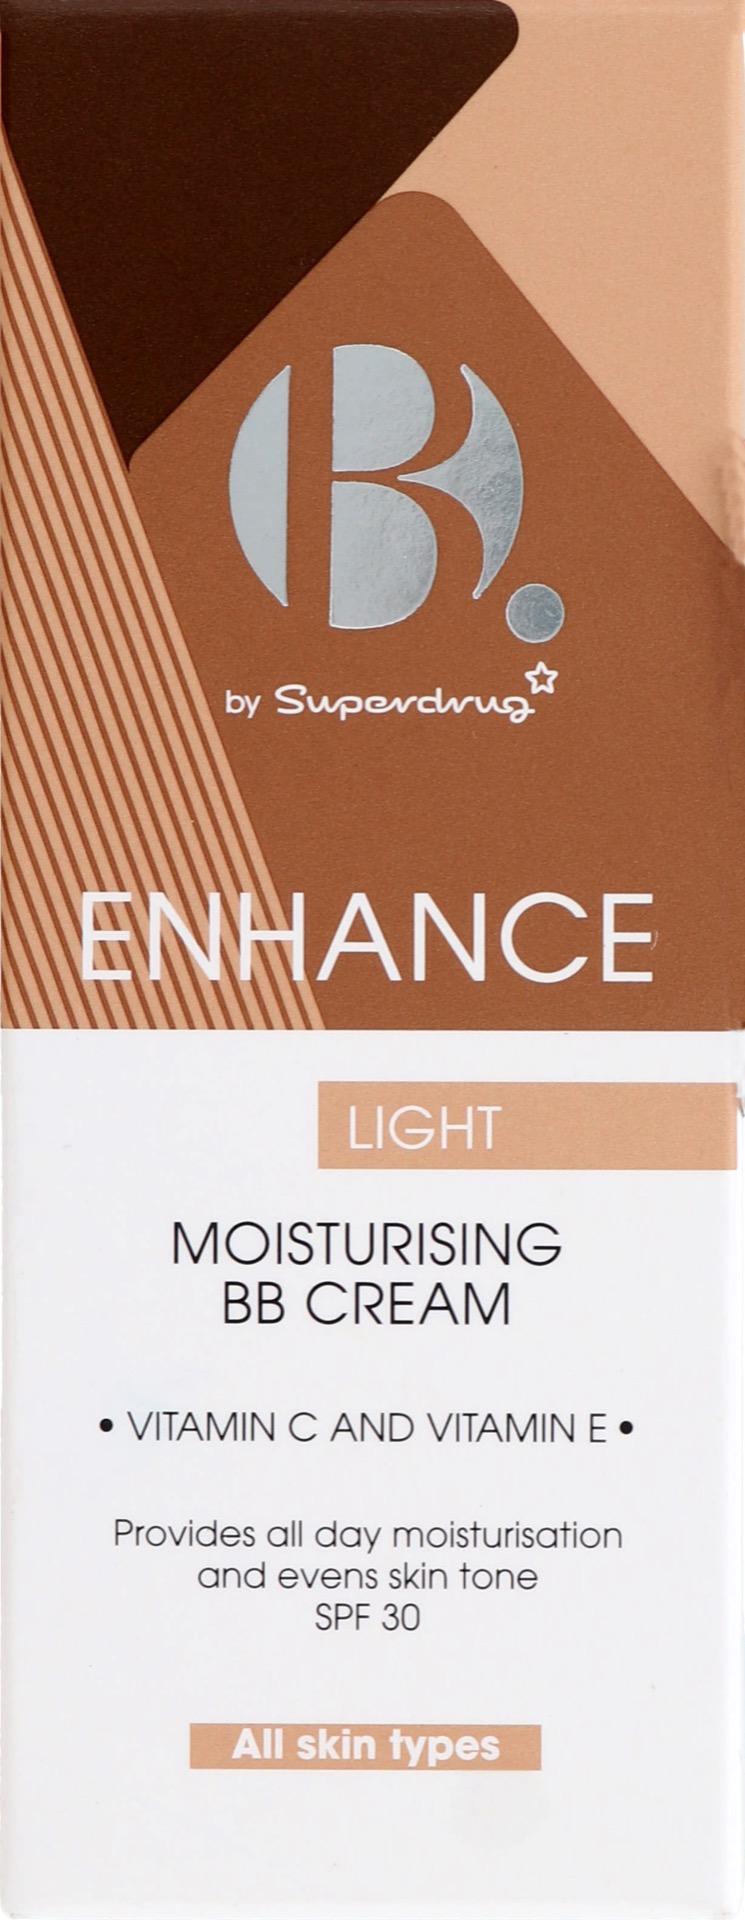 B.
by Superdrug
ENHANCE
LIGHT
MOISTURISING
BB CREAM
• VITAMIN C AND VITAMIN E •
Provides all day moisturisation
and evens skin tone
SPF 30
All skin types